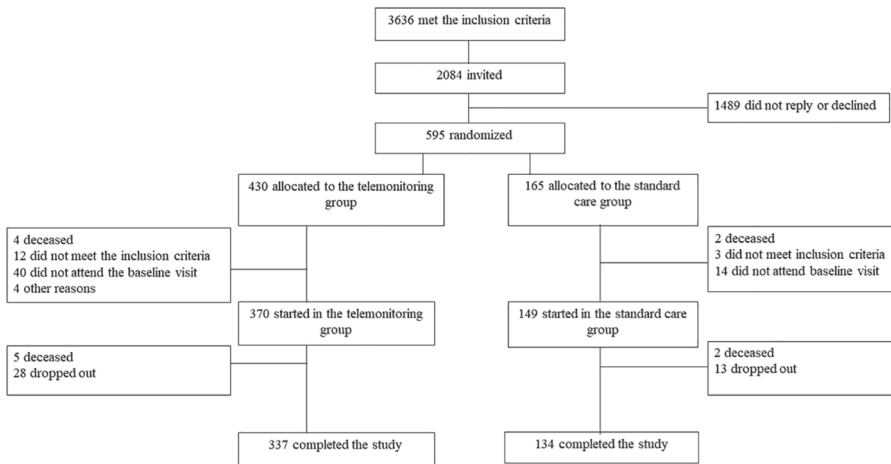 3636 met the inclusion criteria
2084 invited
1489 did not reply or declined
595 randomized
430 allocated to the telemonitoring
group
165 allocated to the standard care
group
4 deceased
12 did not meet the inclusion criteria
40 did not attend the baseline visit
4 other reasons
2 deceased
3 did not meet inclusion criteria
14 did not attend baseline visit
370 started in the telemonitoring
group
149 started in the standard care
group
5 deceased
28 dropped out
2 deceased
13 dropped out
337 completed the study
134 completed the study